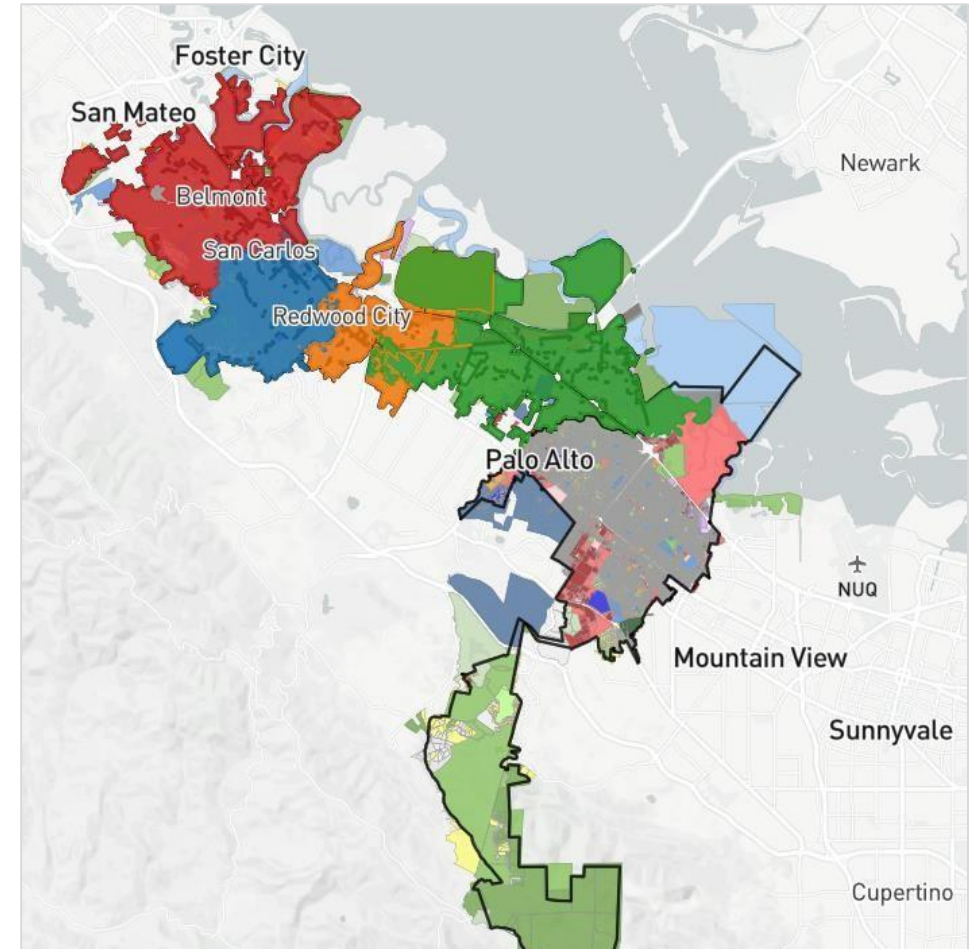 Foster City
San Mateo
Newark
Belmont
San Carlos
Redwood City
Palo Alto
NUQ
Mountain View
Sunnyvale
Cupertino